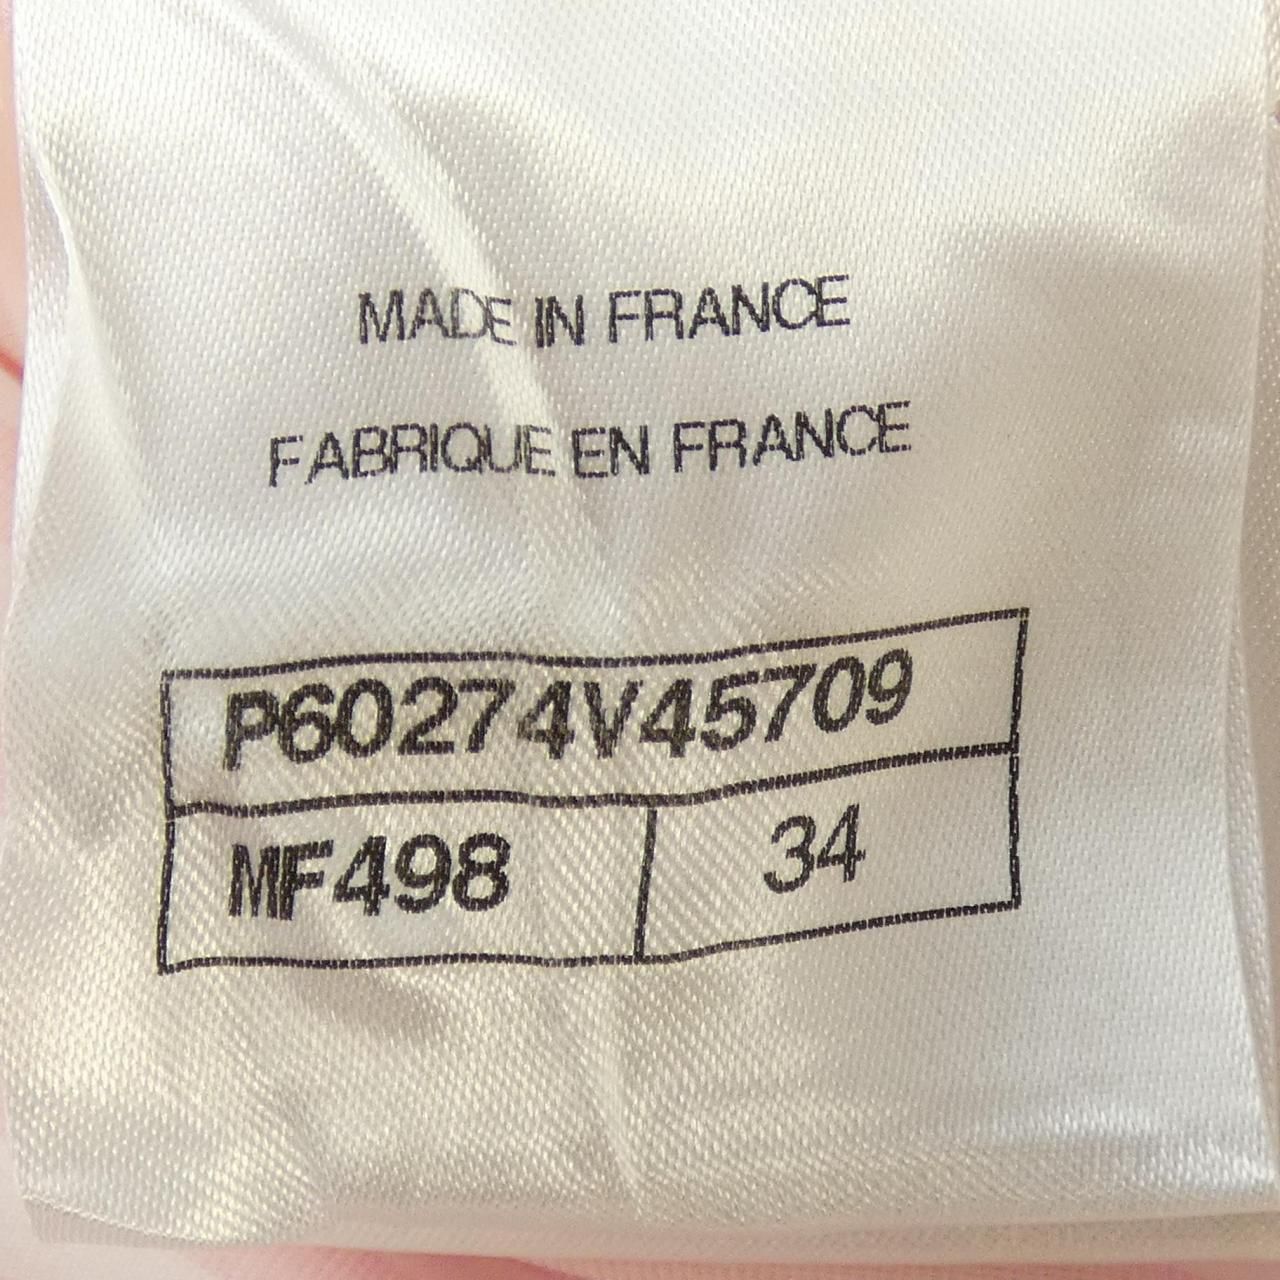 MADE IN FRANCE
FABRIQUE EN FRANCE
P60274V45709
MF498 34